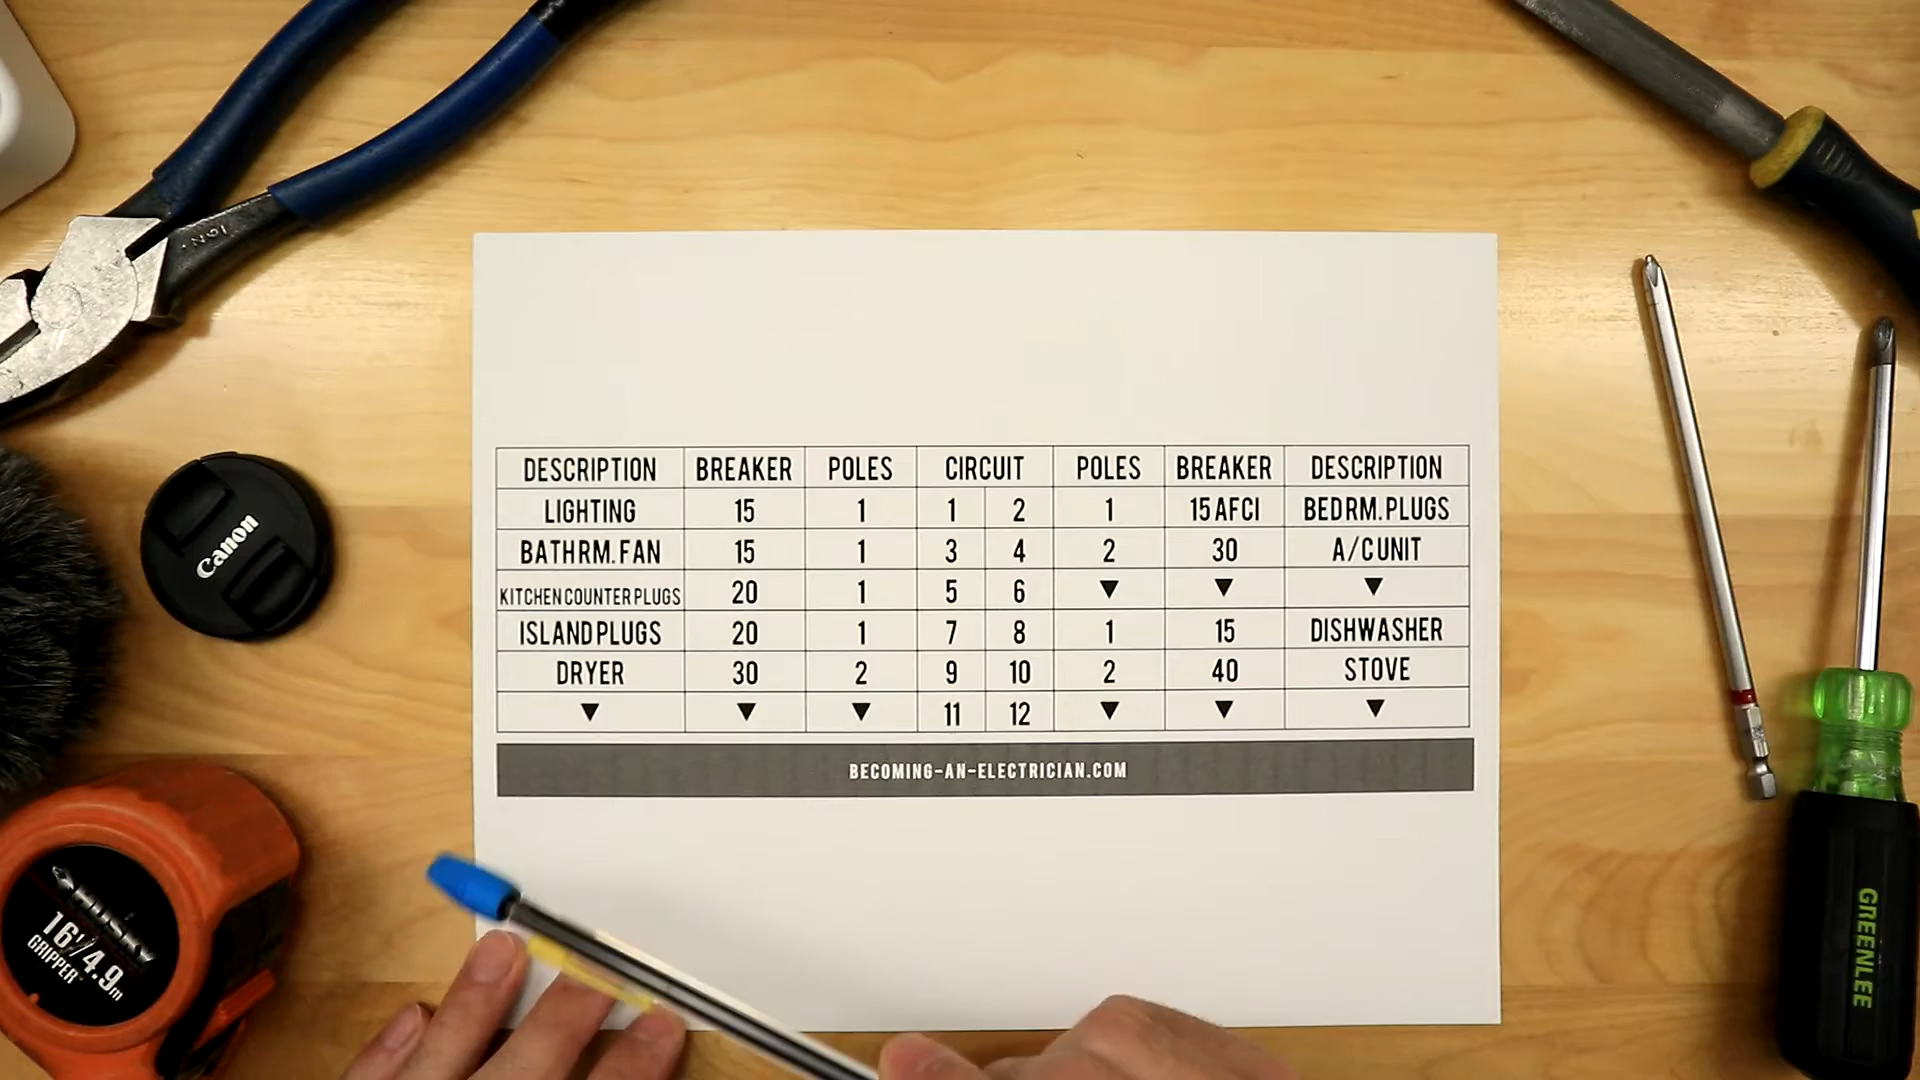 IGN.
Canon
DESCRIPTION BREAKER POLES CIRCUIT POLES BREAKER DESCRIPTION
LIGHTING 15 1 1 2 1 15 AFCI BEDRM. PLUGS
BATHRM. FAN 15 1 3 4 2 30 A/C UNIT
KITCHEN COUNTER PLUGS 20 1 5 6 ▼ ▼ ▼
ISLAND PLUGS 20 1 7 8 1 15 DISHWASHER
DRYER 30 2 9 10 2 40 STOVE
▼ ▼ ▼ 11 12 ▼ ▼ ▼
BECOMING-AN-ELECTRICIAN.COM
HUSKY
16'/4.9m
GRIPPER
GREENLEE